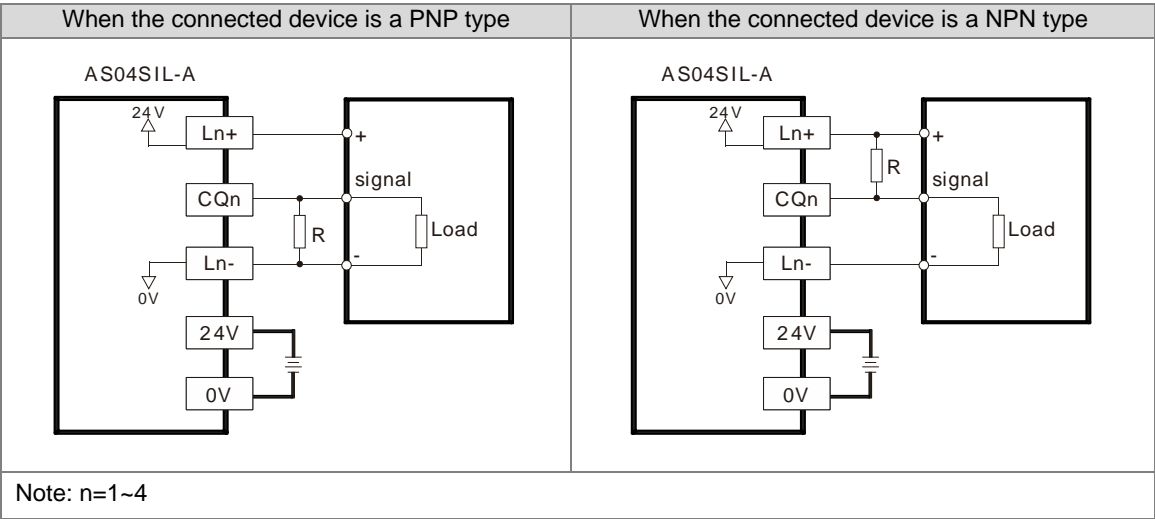 When the connected device is a PNP type
When the connected device is a NPN type
AS04SIL-A
24V
Ln+
+
signal
CQn
R
Load
Ln-
-
0V
24V
0V
AS04SIL-A
24V
Ln+
+
R
signal
CQn
Load
Ln-
-
0V
24V
0V
Note: n=1~4